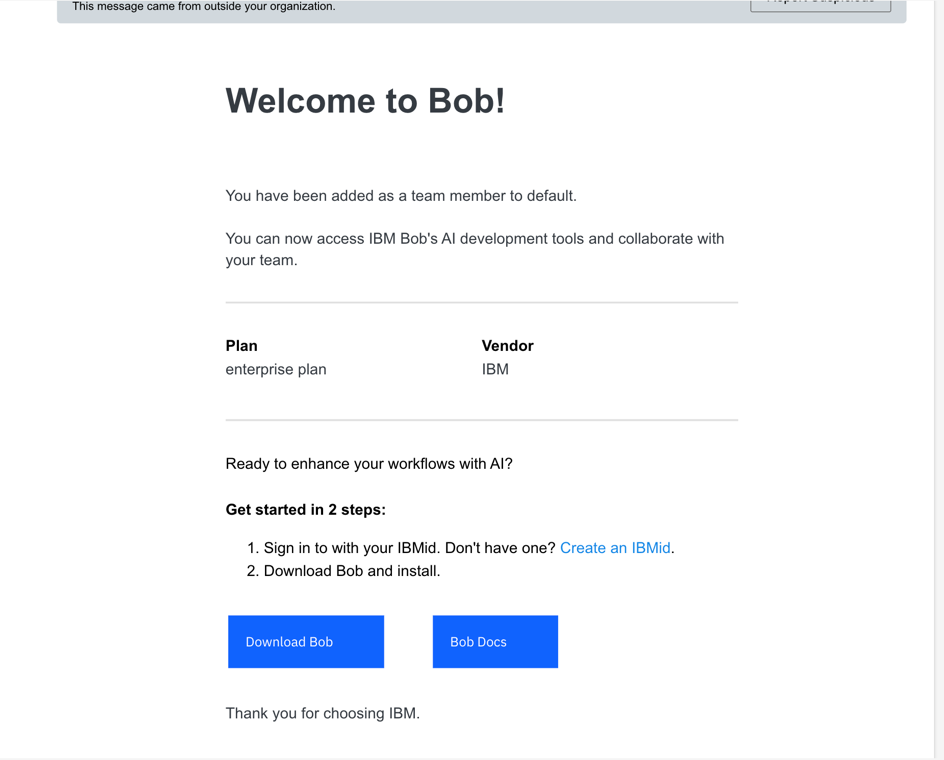 This message came from outside your organization.
Report Suspicious
Welcome to Bob!
You have been added as a team member to default.
You can now access IBM Bob's AI development tools and collaborate with
your team.
Plan
Vendor
enterprise plan
IBM
Ready to enhance your workflows with AI?
Get started in 2 steps:
1. Sign in to with your IBMid. Don't have one? Create an IBMid.
2. Download Bob and install.
Download Bob
Bob Docs
Thank you for choosing IBM.